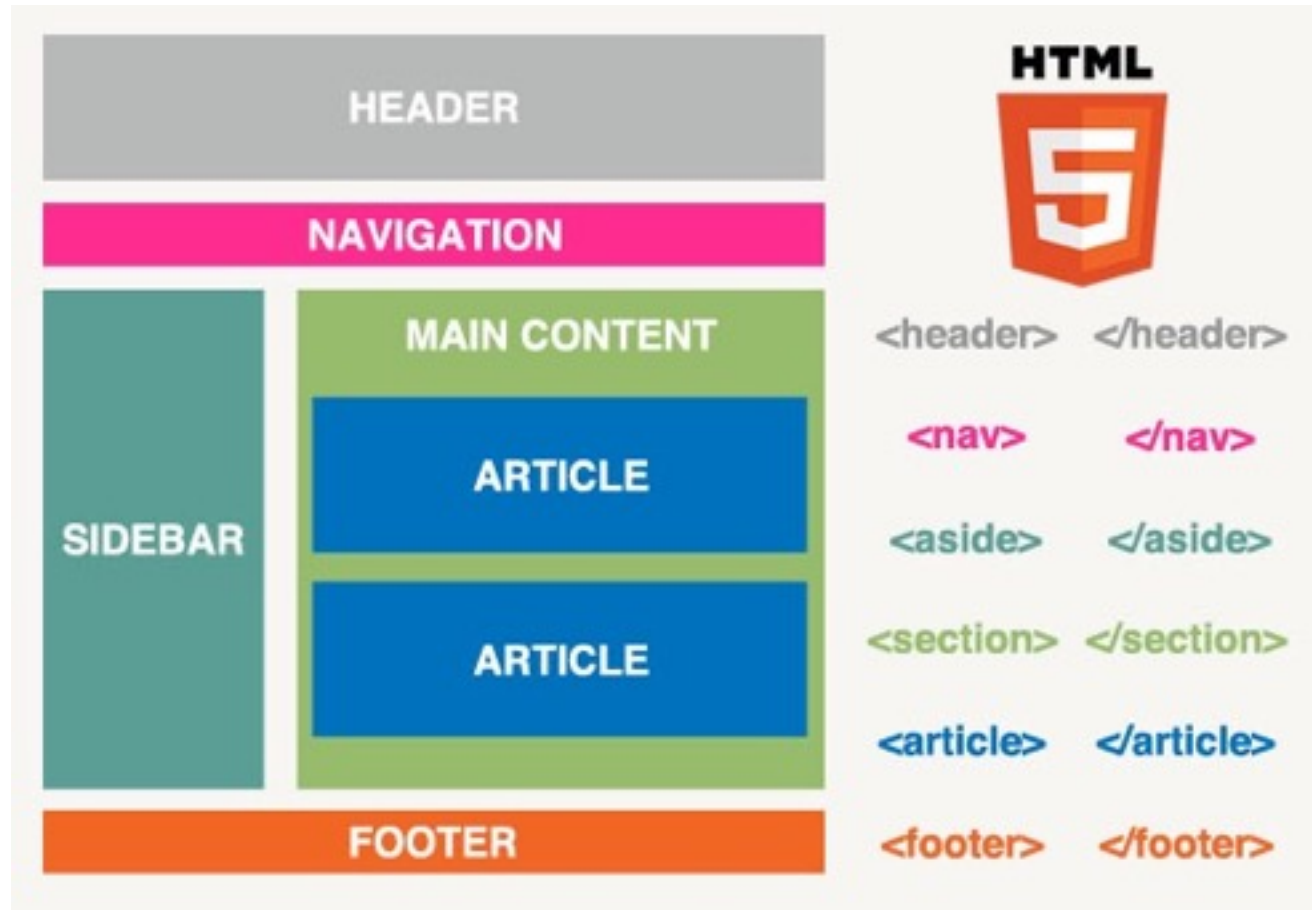 HEADER
NAVIGATION
SIDEBAR
MAIN CONTENT
ARTICLE
ARTICLE
FOOTER
HTML
5
<header> </header>
<nav> </nav>
<aside> </aside>
<section> </section>
<article> </article>
<footer> </footer>